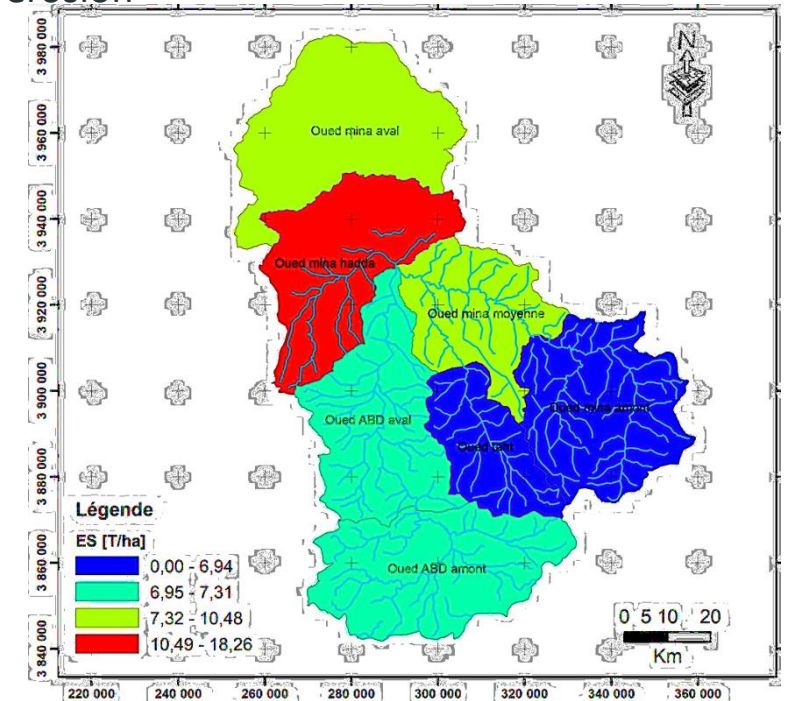 3 980 000
3 960 000
3 940 000
3 920 000
3 900 000
3 880 000
3 860 000
3 840 000
N
Oued mina aval
Oued mina hadda
Oued mina moyenne
Oued mina amont
Oued ABD aval
Oued taht
Oued ABD amont
Légende
ES [T/ha]
0,00 - 6,94
6,95 - 7,31
7,32 - 10,48
10,49 - 18,26
0 5 10 20
Km
220 000 240 000 260 000 280 000 300 000 320 000 340 000 360 000